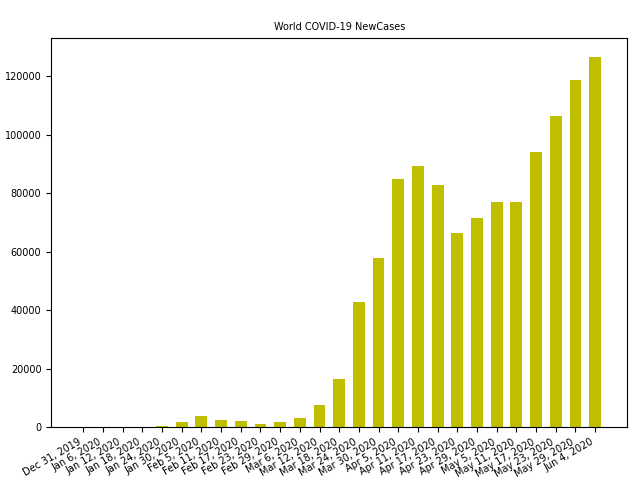 World COVID-19 NewCases
120000
100000
80000
60000
40000
20000
0
Dec 31, 2019
Jan 6, 2020
Jan 12, 2020
Jan 18, 2020
Jan 24, 2020
Jan 30, 2020
Feb 5, 2020
Feb 11, 2020
Feb 17, 2020
Feb 23, 2020
Feb 29, 2020
Mar 6, 2020
Mar 12, 2020
Mar 18, 2020
Mar 24, 2020
Mar 30, 2020
Apr 5, 2020
Apr 11, 2020
Apr 17, 2020
Apr 23, 2020
Apr 29, 2020
May 5, 2020
May 11, 2020
May 17, 2020
May 23, 2020
May 29, 2020
Jun 4, 2020